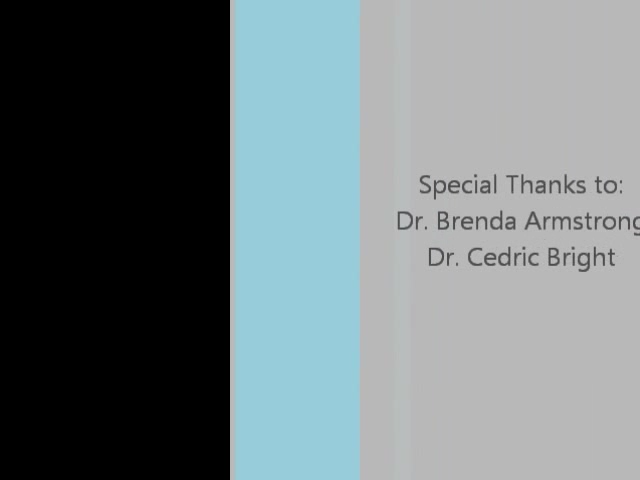 Special Thanks to:
Dr. Brenda Armstrong
Dr. Cedric Bright